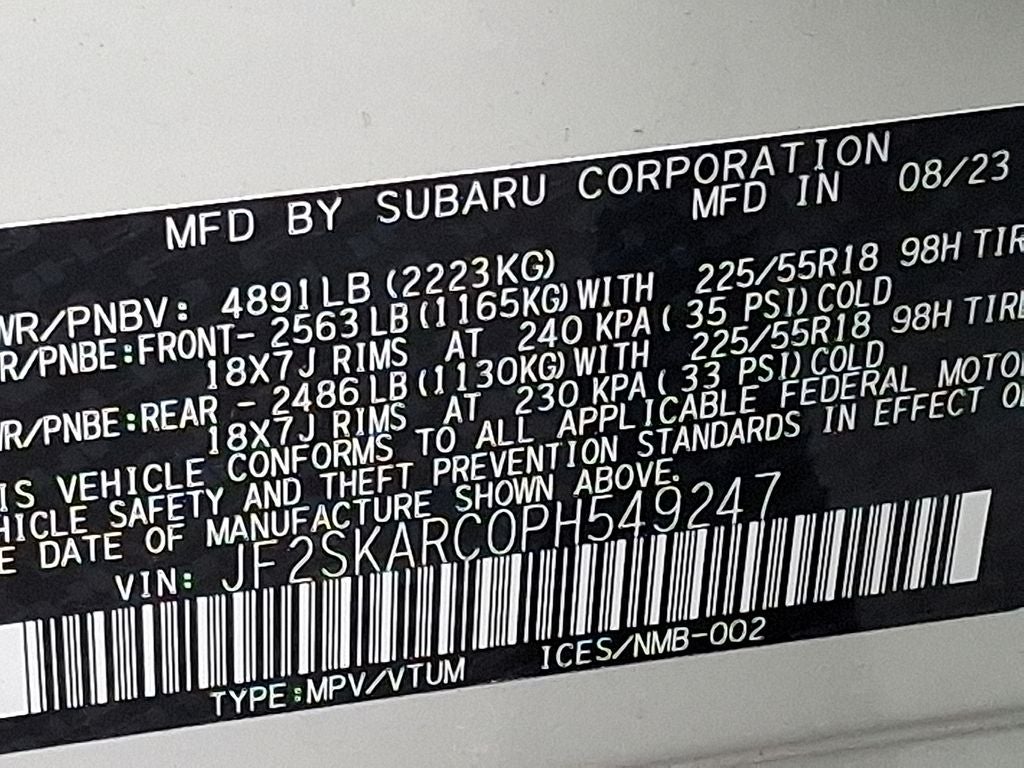 MFD BY SUBARU CORPORATION
MFD IN 08/23
WR/PNBV: 4891LB (2223KG)
R/PNBE:FRONT- 2563 LB (1165KG) WITH 225/55R18 98H TIR
18X7J RIMS AT 240 KPA ( 35 PSI) COLD
WR/PNBE:REAR - 2486 LB (1130KG) WITH 225/55R18 98H TIRE
18X7J RIMS AT 230 KPA ( 33 PSI) COLD
IS VEHICLE CONFORMS TO ALL APPLICABLE FEDERAL MOTO
HICLE SAFETY AND THEFT PREVENTION STANDARDS IN EFFECT O
E DATE OF MANUFACTURE SHOWN ABOVE.
VIN: JF2SKARC0PH549247
TYPE:MPV/VTUM ICES/NMB-002